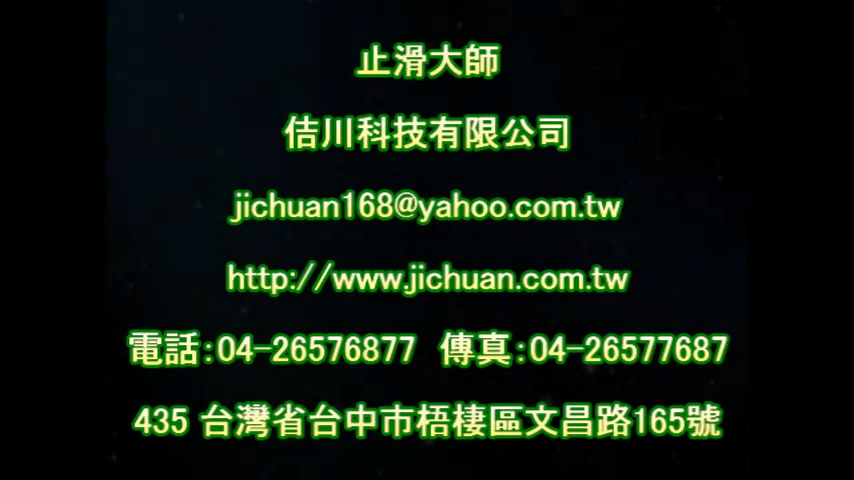 止滑大師
佶川科技有限公司
jichuan168@yahoo.com.tw
http://www.jichuan.com.tw
電話:04-26576877 傳真:04-26577687
435 台灣省台中市梧棲區文昌路165號